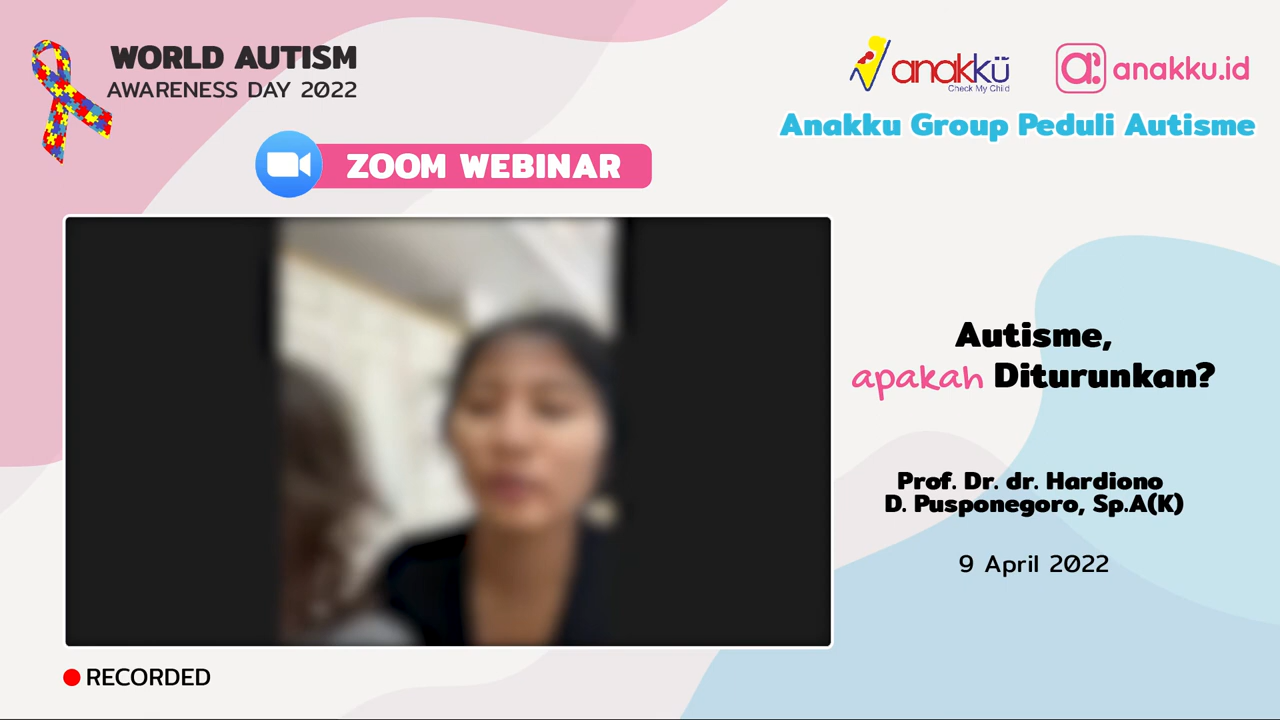 WORLD AUTISM
AWARENESS DAY 2022
anakkü
Check My Child
a:
anakku.id
Anakku Group Peduli Autisme
ZOOM WEBINAR
Autisme,
apakah Diturunkan?
Prof. Dr. dr. Hardiono
D. Pusponegoro, Sp.A(K)
9 April 2022
RECORDED